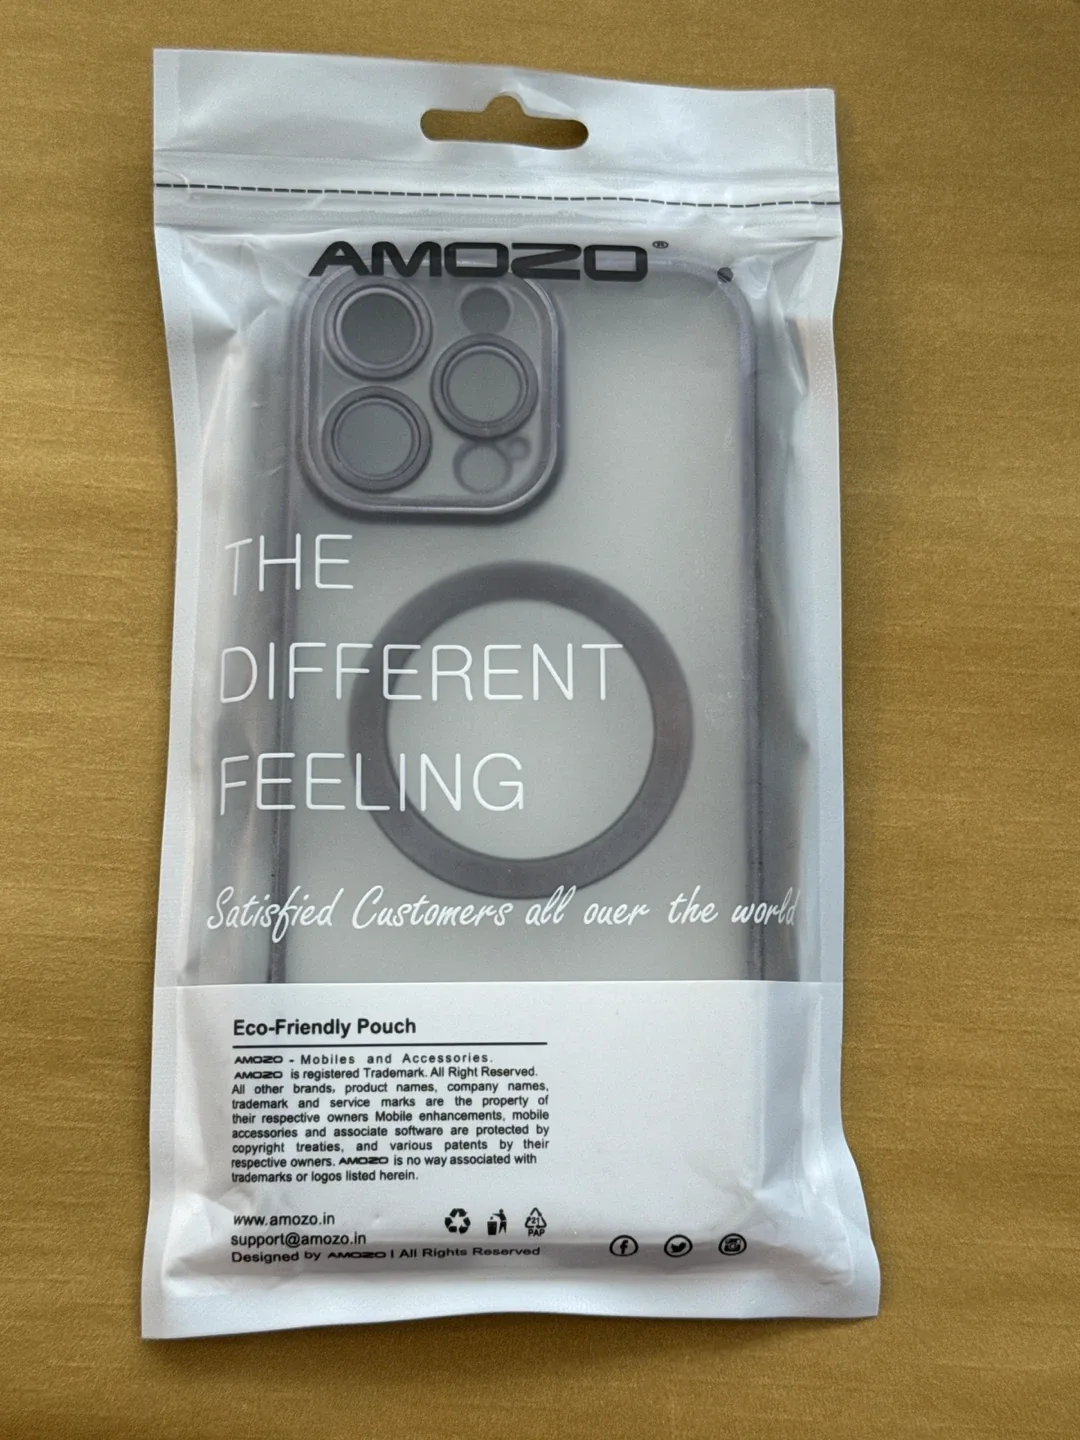 AMOZO®
THE
DIFFERENT
FEELING
Satisfied Customers all over the world
Eco-Friendly Pouch
AMOZO - Mobiles and Accessories.
AMOZO is registered Trademark. All Right Reserved.
All other brands, product names, company names,
trademark and service marks are the property of
their respective owners Mobile enhancements, mobile
accessories and associate software are protected by
copyright treaties, and various patents by their
respective owners. AMOZO is no way associated with
trademarks or logos listed herein.
www.amozo.in
support@amozo.in
Designed by AMOZO I All Rights Reserved
21
PAP